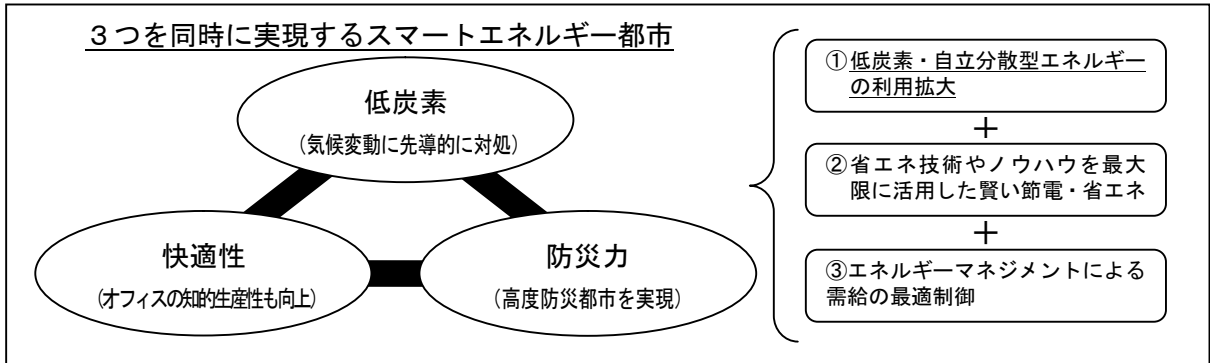 ３つを同時に実現するスマートエネルギー都市
低炭素
(気候変動に先導的に対処)
快適性
(オフィスの知的生産性も向上)
防災力
(高度防災都市を実現)
①低炭素・自立分散型エネルギー
の利用拡大
＋
②省エネ技術やノウハウを最大
限に活用した賢い節電・省エネ
＋
③エネルギーマネジメントによる
需給の最適制御